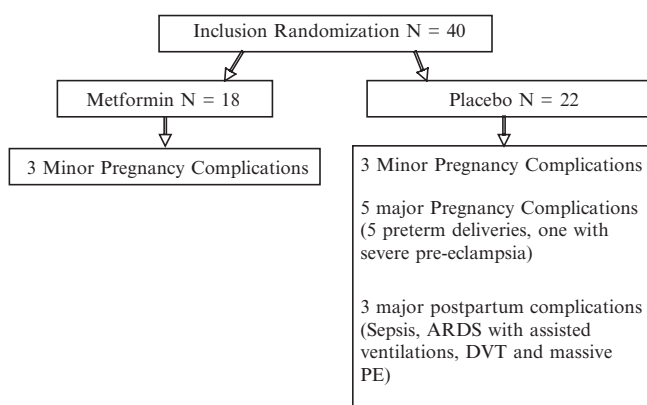 Inclusion Randomization N = 40
Metformin N = 18
Placebo N = 22
3 Minor Pregnancy Complications
3 Minor Pregnancy Complications
5 major Pregnancy Complications
(5 preterm deliveries, one with
severe pre-eclampsia)
3 major postpartum complications
(Sepsis, ARDS with assisted
ventilations, DVT and massive
PE)